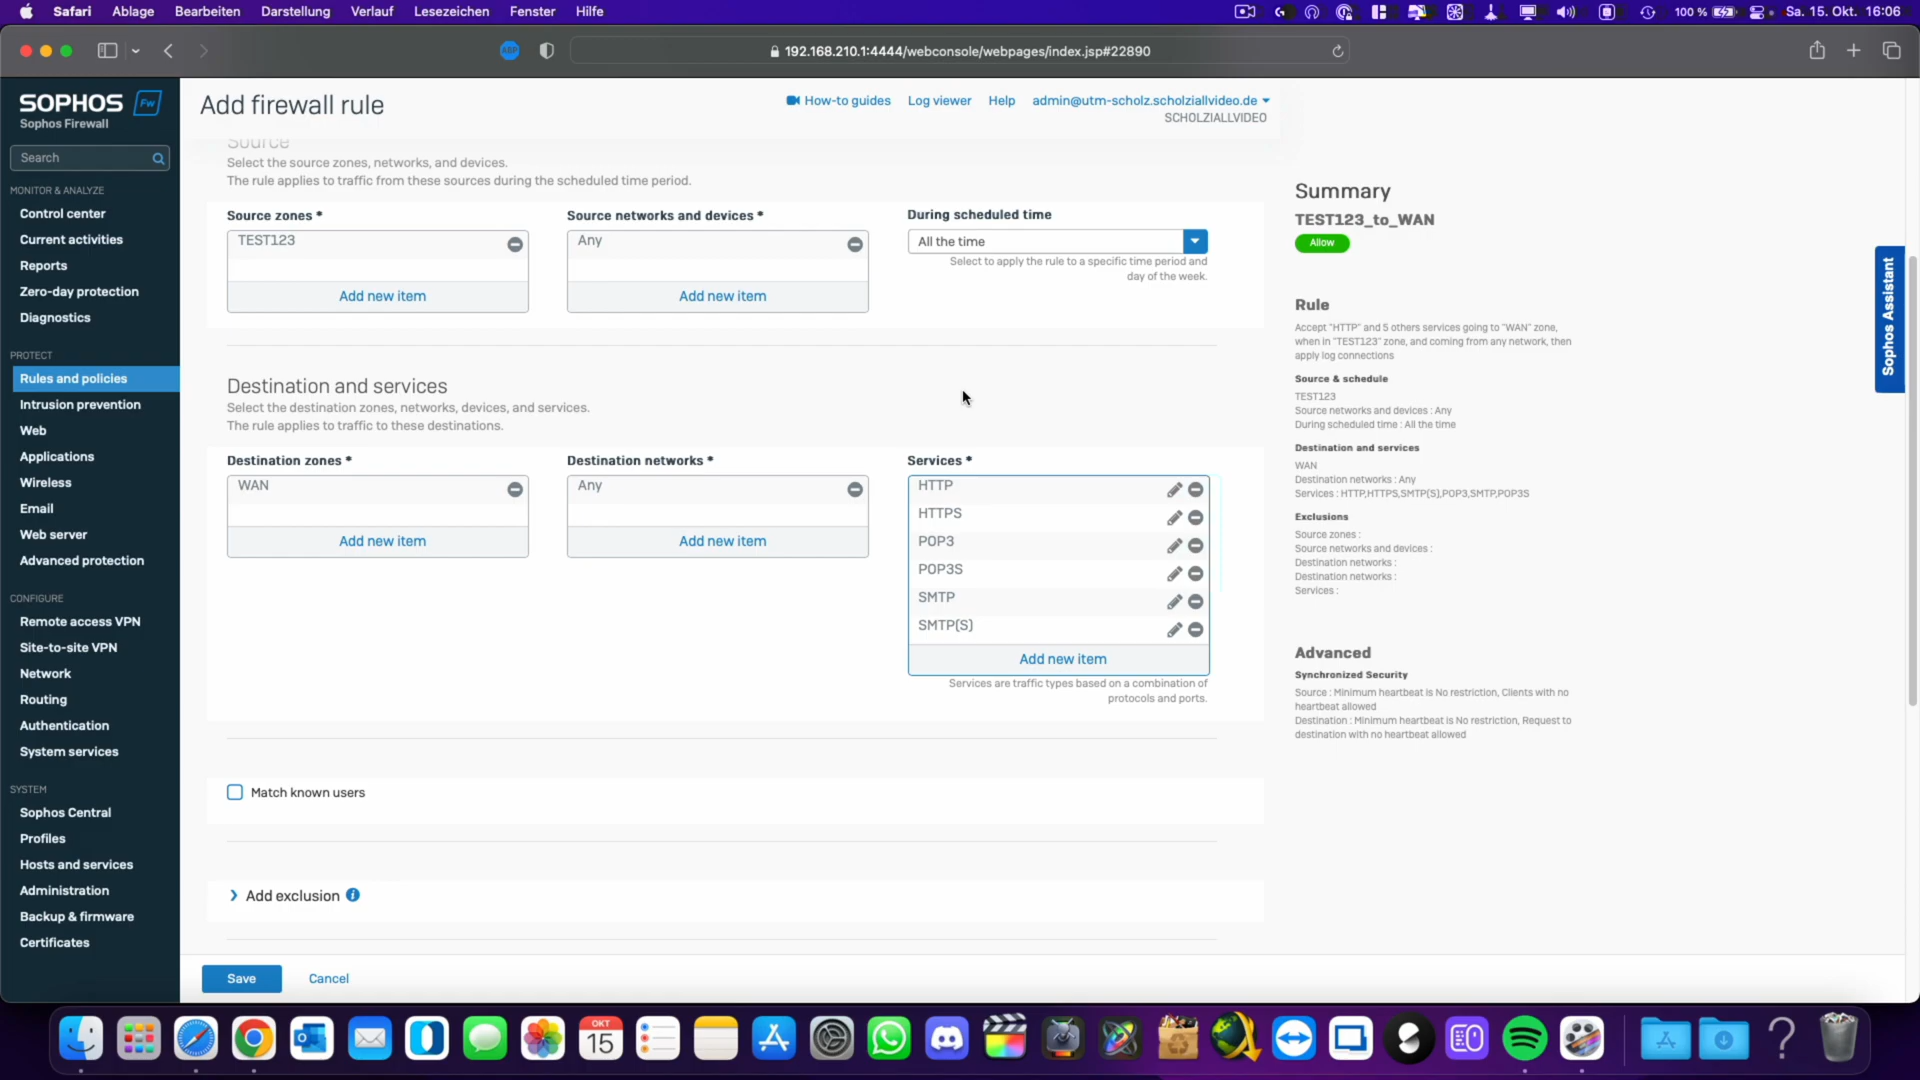 Safari Ablage Bearbeiten Darstellung Verlauf Lesezeichen Fenster Hilfe 100 % Sa. 15. Okt. 16:06
ABP 192.168.210.1:4444/webconsole/webpages/index.jsp#22890
SOPHOS Fw
Sophos Firewall
Search
MONITOR & ANALYZE
Control center
Current activities
Reports
Zero-day protection
Diagnostics
PROTECT
Rules and policies
Intrusion prevention
Web
Applications
Wireless
Email
Web server
Advanced protection
CONFIGURE
Remote access VPN
Site-to-site VPN
Network
Routing
Authentication
System services
SYSTEM
Sophos Central
Profiles
Hosts and services
Administration
Backup & firmware
Certificates
Add firewall rule
How-to guides Log viewer Help admin@utm-scholz.scholziallvideo.de
SCHOLZIALLVIDEO
Source
Select the source zones, networks, and devices.
The rule applies to traffic from these sources during the scheduled time period.
Source zones * Source networks and devices * During scheduled time
TEST123 Any All the time
Select to apply the rule to a specific time period and
day of the week.
Add new item Add new item
Destination and services
Select the destination zones, networks, devices, and services.
The rule applies to traffic to these destinations.
Destination zones * Destination networks * Services *
WAN Any HTTP
HTTPS
Add new item Add new item POP3
POP3S
SMTP
SMTP(S)
Add new item
Services are traffic types based on a combination of
protocols and ports.
Match known users
Add exclusion i
Save Cancel
Summary
TEST123_to_WAN
Allow
Rule
Accept "HTTP" and 5 others services going to "WAN" zone,
when in "TEST123" zone, and coming from any network, then
apply log connections
Source & schedule
TEST123
Source networks and devices : Any
During scheduled time : All the time
Destination and services
WAN
Destination networks : Any
Services : HTTP,HTTPS,SMTP(S),POP3,SMTP,POP3S
Exclusions
Source zones :
Source networks and devices :
Destination networks :
Destination networks :
Services :
Advanced
Synchronized Security
Source : Minimum heartbeat is No restriction, Clients with no
heartbeat allowed
Destination : Minimum heartbeat is No restriction, Request to
destination with no heartbeat allowed
Sophos Assistant
OKT
15